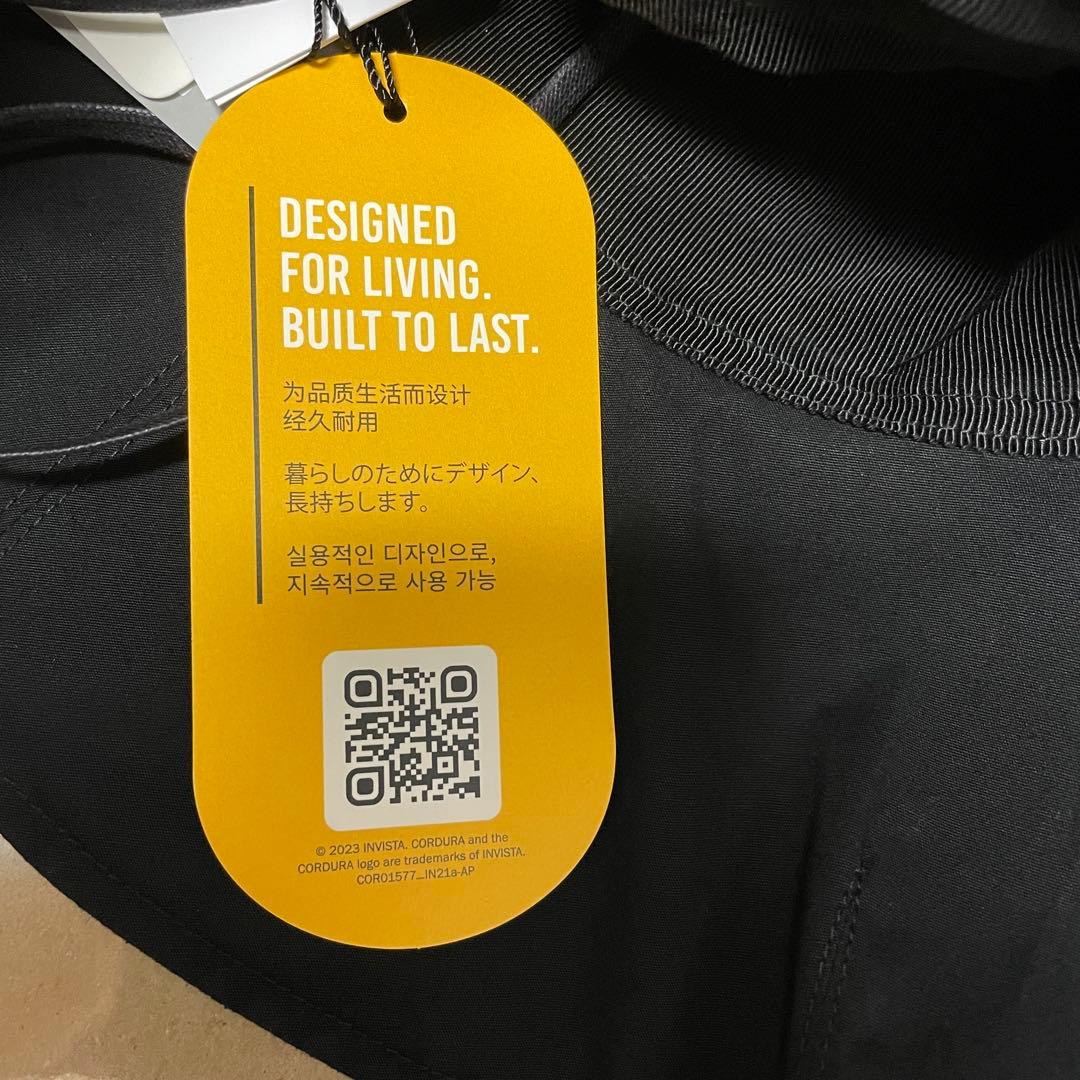 DESIGNED
FOR LIVING.
BUILT TO LAST.
为品质生活而设计
经久耐用
暮らしのためにデザイン、
長持ちします。
실용적인 디자인으로,
지속적으로 사용 가능
© 2023 INVISTA. CORDURA and the
CORDURA logo are trademarks of INVISTA.
COR01577_IN21a-AP